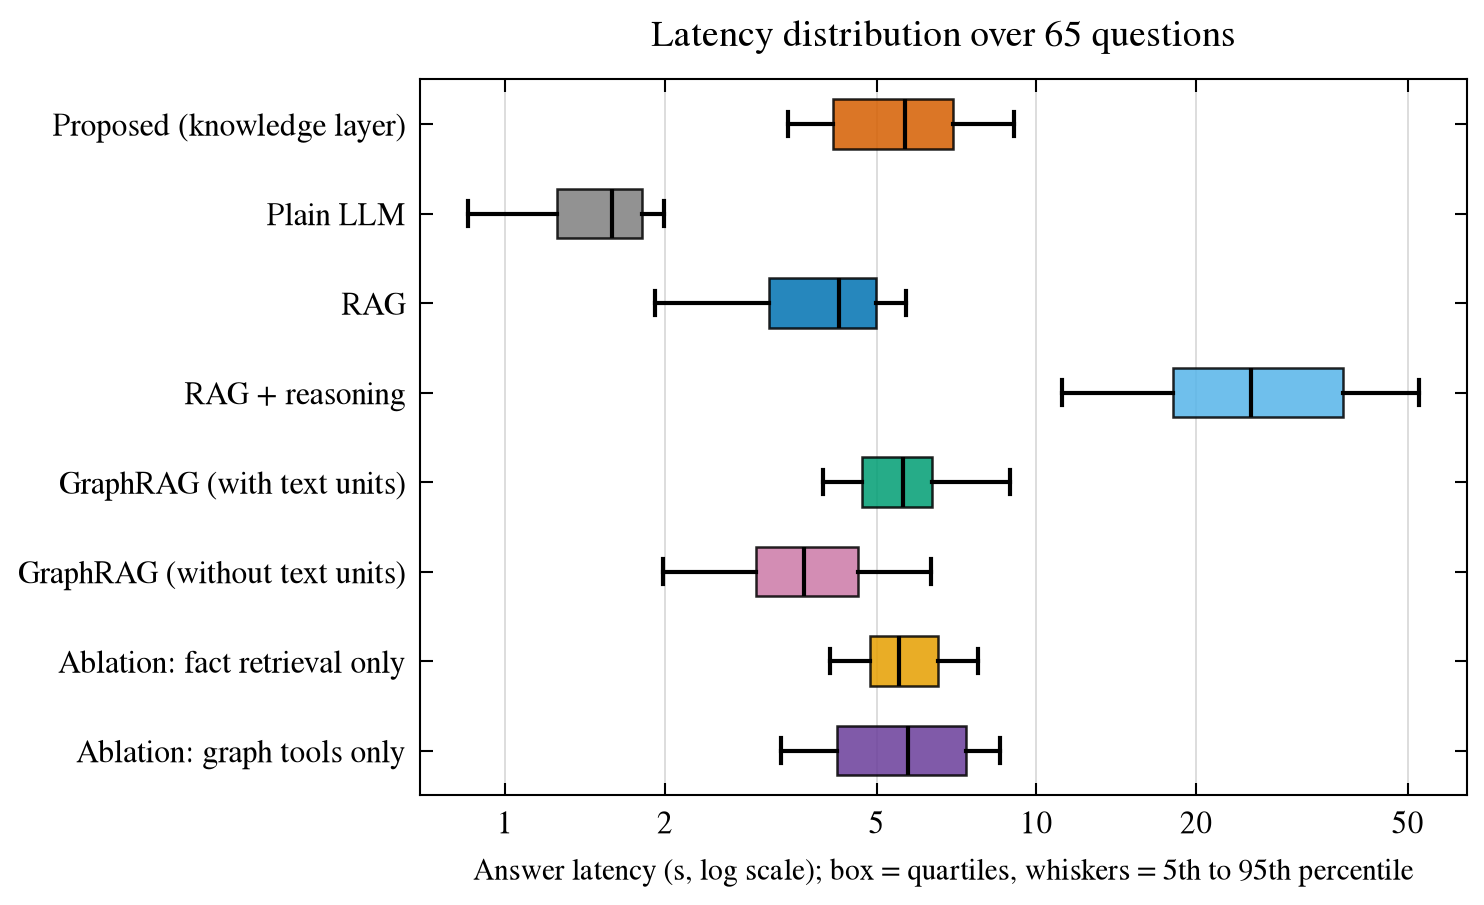 Latency distribution over 65 questions
Proposed (knowledge layer)
Plain LLM
RAG
RAG + reasoning
GraphRAG (with text units)
GraphRAG (without text units)
Ablation: fact retrieval only
Ablation: graph tools only
1 2 5 10 20 50
Answer latency (s, log scale); box = quartiles, whiskers = 5th to 95th percentile